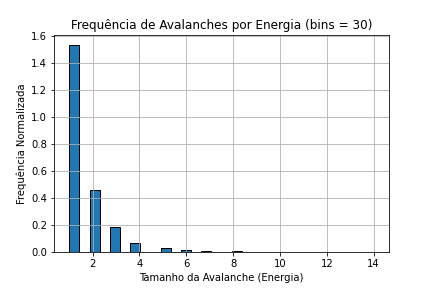 Frequência de Avalanches por Energia (bins = 30)
1.6
1.4
1.2
1.0
0.8
0.6
0.4
0.2
0.0
Frequência Normalizada
2 4 6 8 10 12 14
Tamanho da Avalanche (Energia)